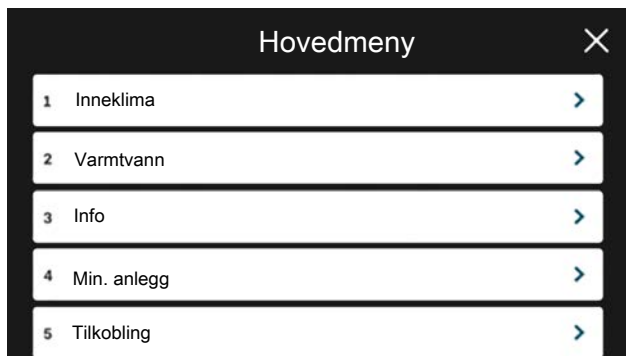 Hovedmeny
1 Inneklima
2 Varmtvann
3 Info
4 Min. anlegg
5 Tilkobling